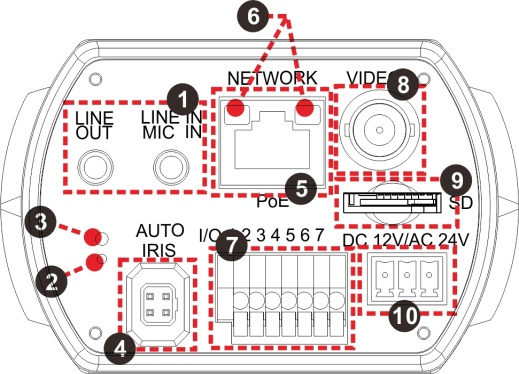 6
NETWORK VIDE 8
1
LINE OUT
LINE IN
MIC IN
5
PoE
9
SD
3
2
AUTO IRIS
I/O 2 3 4 5 6 7
7
DC 12V/AC 24V
4
10